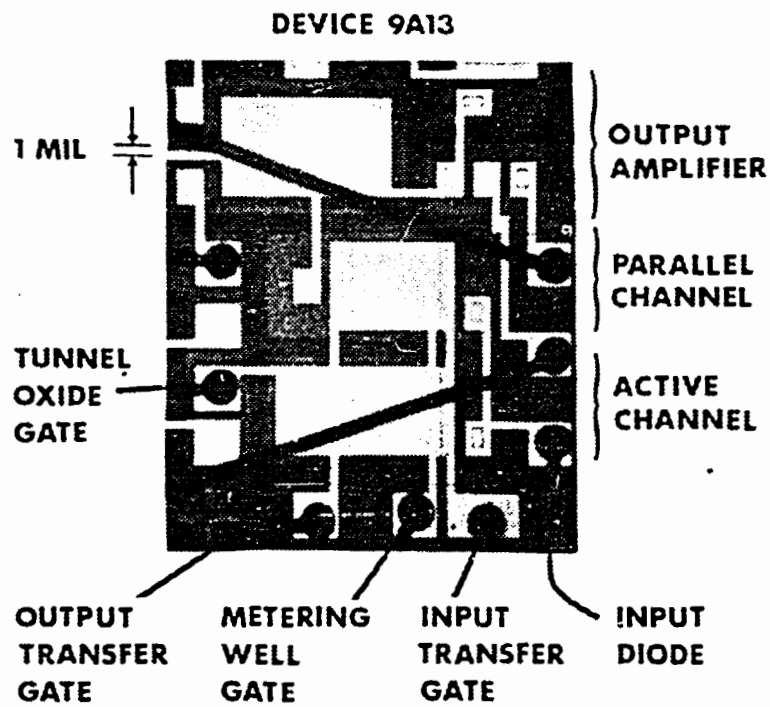 DEVICE 9A13
1 MIL
OUTPUT
AMPLIFIER
PARALLEL
CHANNEL
TUNNEL
OXIDE
GATE
ACTIVE
CHANNEL
OUTPUT
TRANSFER
GATE
METERING
WELL
GATE
INPUT
TRANSFER
GATE
INPUT
DIODE